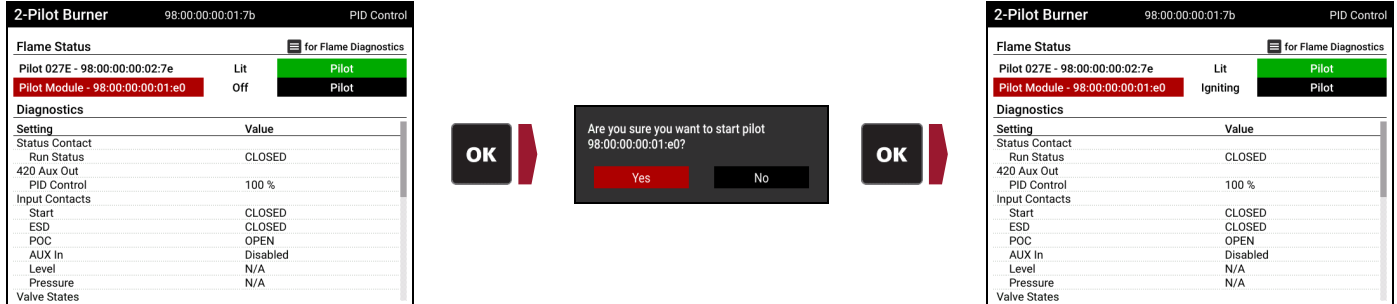 2-Pilot Burner 98:00:00:00:01:7b PID Control
Flame Status for Flame Diagnostics
Pilot 027E - 98:00:00:00:02:7e Lit Pilot
Pilot Module - 98:00:00:00:01:e0 Off Pilot
Diagnostics
Setting Value
Status Contact
Run Status CLOSED
420 Aux Out
PID Control 100 %
Input Contacts
Start CLOSED
ESD CLOSED
POC OPEN
AUX In Disabled
Level N/A
Pressure N/A
Valve States
OK
Are you sure you want to start pilot
98:00:00:00:01:e0?
Yes No
OK
2-Pilot Burner 98:00:00:00:01:7b PID Control
Flame Status for Flame Diagnostics
Pilot 027E - 98:00:00:00:02:7e Lit Pilot
Pilot Module - 98:00:00:00:01:e0 Igniting Pilot
Diagnostics
Setting Value
Status Contact
Run Status CLOSED
420 Aux Out
PID Control 100 %
Input Contacts
Start CLOSED
ESD CLOSED
POC OPEN
AUX In Disabled
Level N/A
Pressure N/A
Valve States